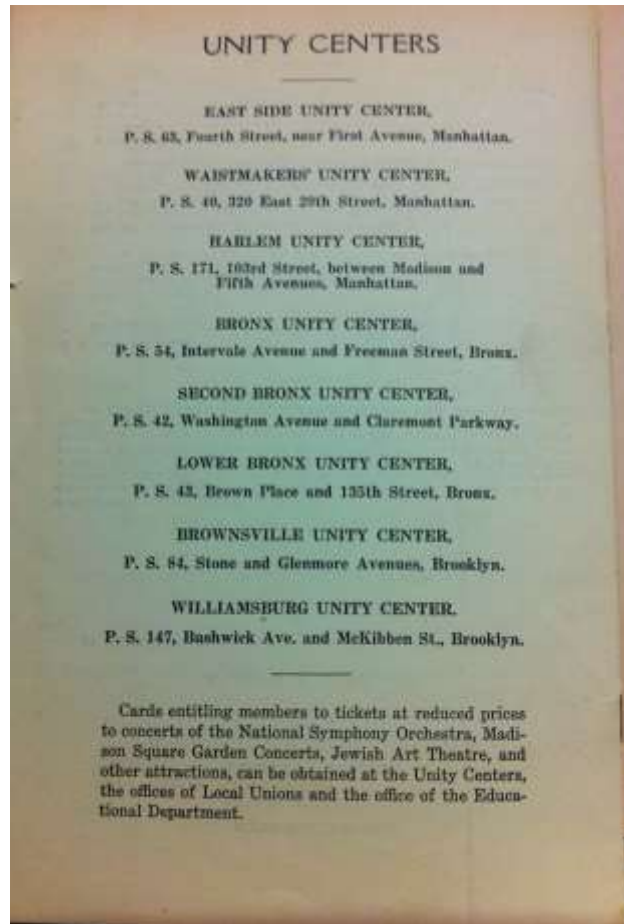 UNITY CENTERS
EAST SIDE UNITY CENTER,
P. S. 63, Fourth Street, near First Avenue, Manhattan.
WAISTMAKERS' UNITY CENTER,
P. S. 40, 320 East 20th Street, Manhattan.
HARLEM UNITY CENTER,
P. S. 171, 103rd Street, between Madison and
Fifth Avenues, Manhattan.
BRONX UNITY CENTER,
P. S. 54, Intervale Avenue and Freeman Street, Bronx.
SECOND BRONX UNITY CENTER,
P. S. 42, Washington Avenue and Claremont Parkway.
LOWER BRONX UNITY CENTER,
P. S. 43, Brown Place and 135th Street, Bronx.
BROWNSVILLE UNITY CENTER,
P. S. 84, Stone and Glenmore Avenues, Brooklyn.
WILLIAMSBURG UNITY CENTER.
P. S. 147, Bushwick Ave. and McKibben St., Brooklyn.
Cards entitling members to tickets at reduced prices
to concerts of the National Symphony Orchestra, Madi-
son Square Garden Concerts, Jewish Art Theatre, and
other attractions, can be obtained at the Unity Centers,
the offices of Local Unions and the office of the Educa-
tional Department.